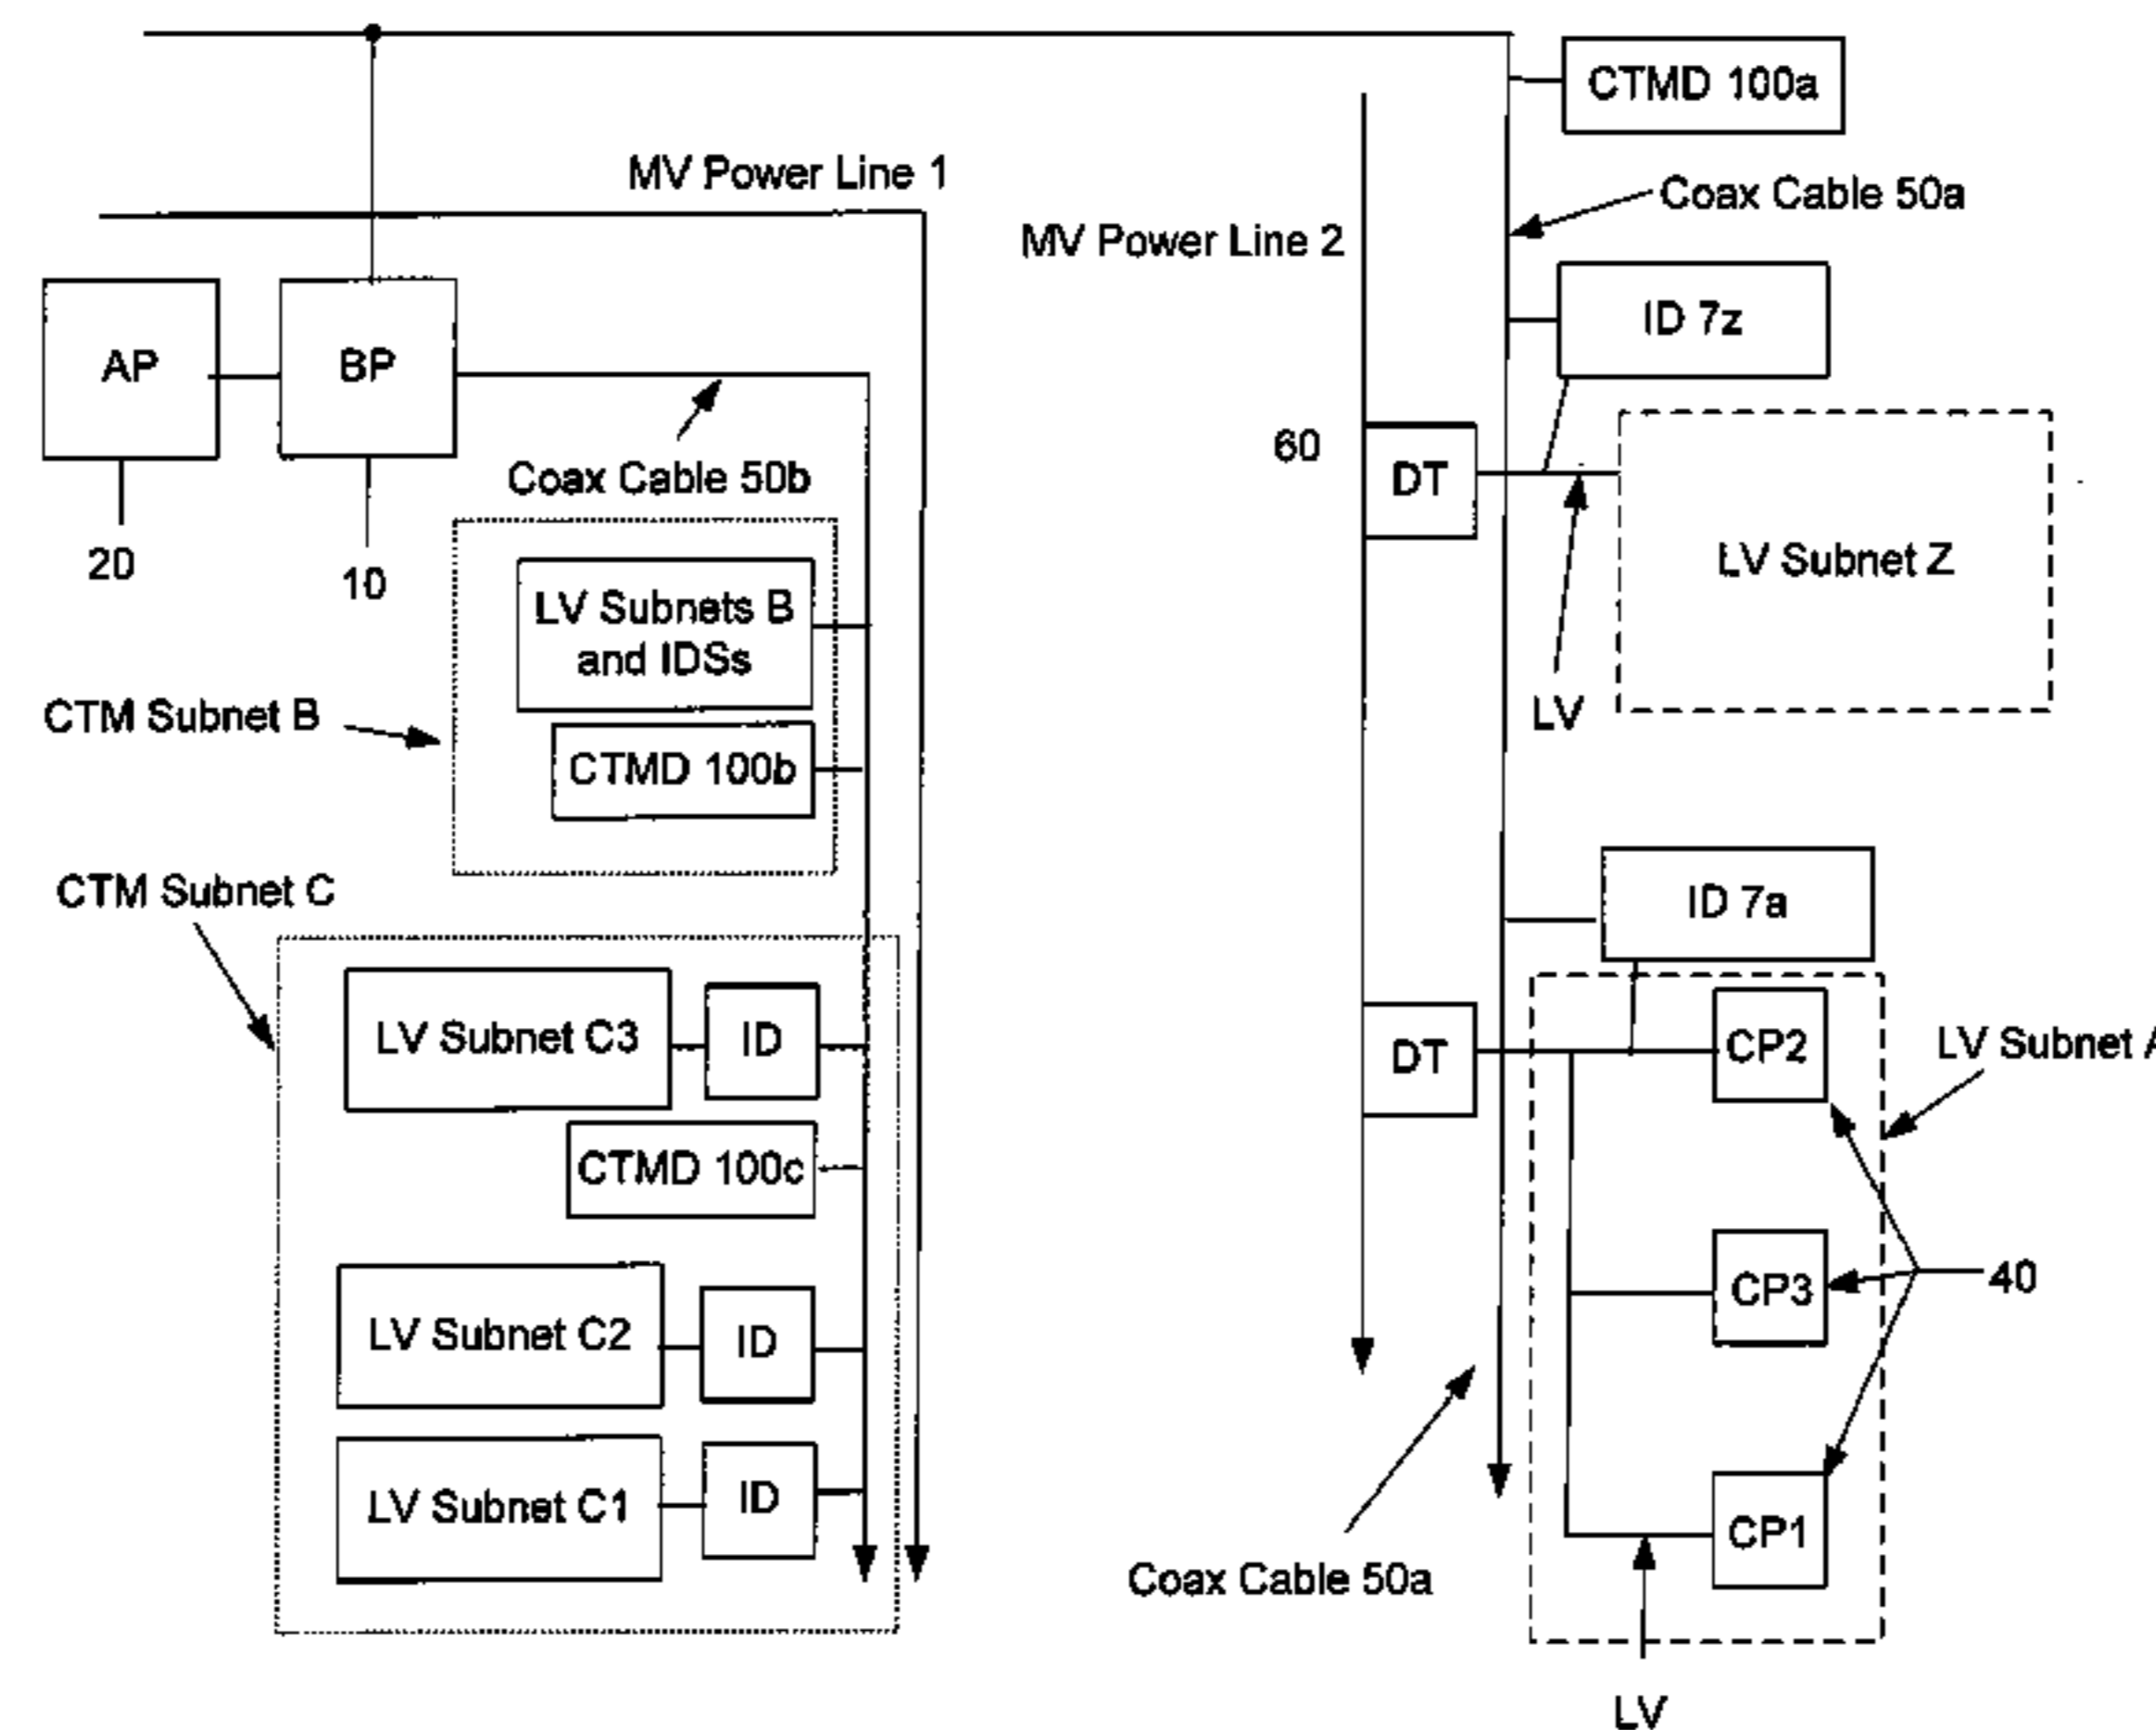 CTMD 100a
MV Power Line 1
Coax Cable 50a
MV Power Line 2
ID 7z
AP
BP
60
DT
Coax Cable 50b
20
10
LV Subnet Z
LV Subnets B
and IDSs
LV
CTM Subnet B
CTMD 100b
CTM Subnet C
ID 7a
LV Subnet C3
ID
DT
CP2
LV Subnet A
CTMD 100c
CP3
40
LV Subnet C2
ID
LV Subnet C1
ID
CP1
Coax Cable 50a
LV